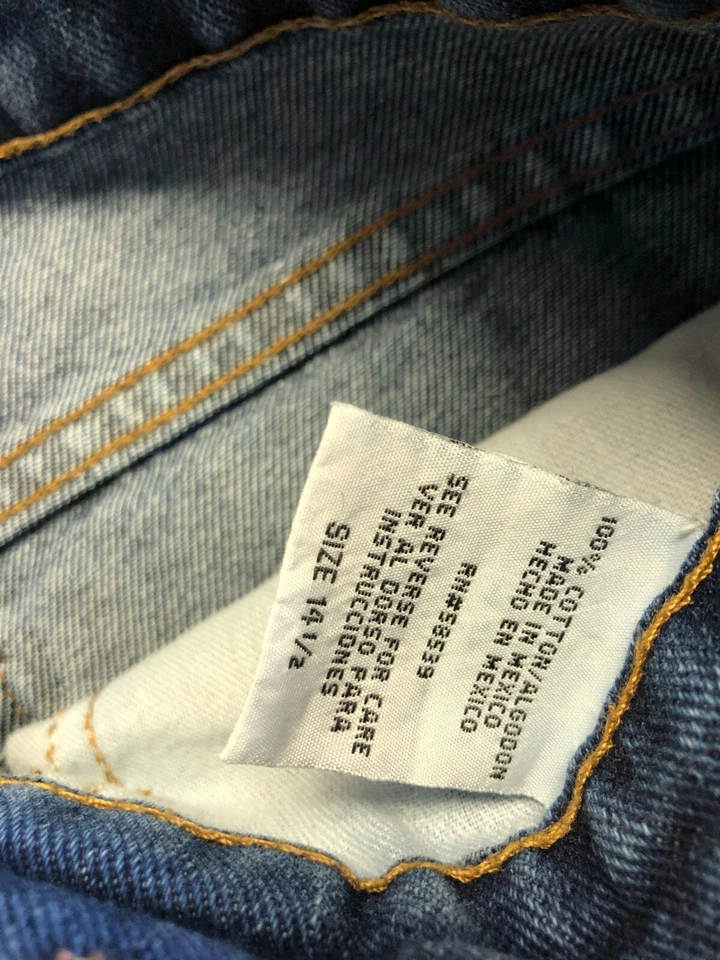 100% COTTON/ALGODON
MADE IN MEXICO
HECHO EN MEXICO
RN#58539
SEE REVERSE FOR CARE
VER AL DORSO PARA
INSTRUCCIONES
SIZE 14 1/2